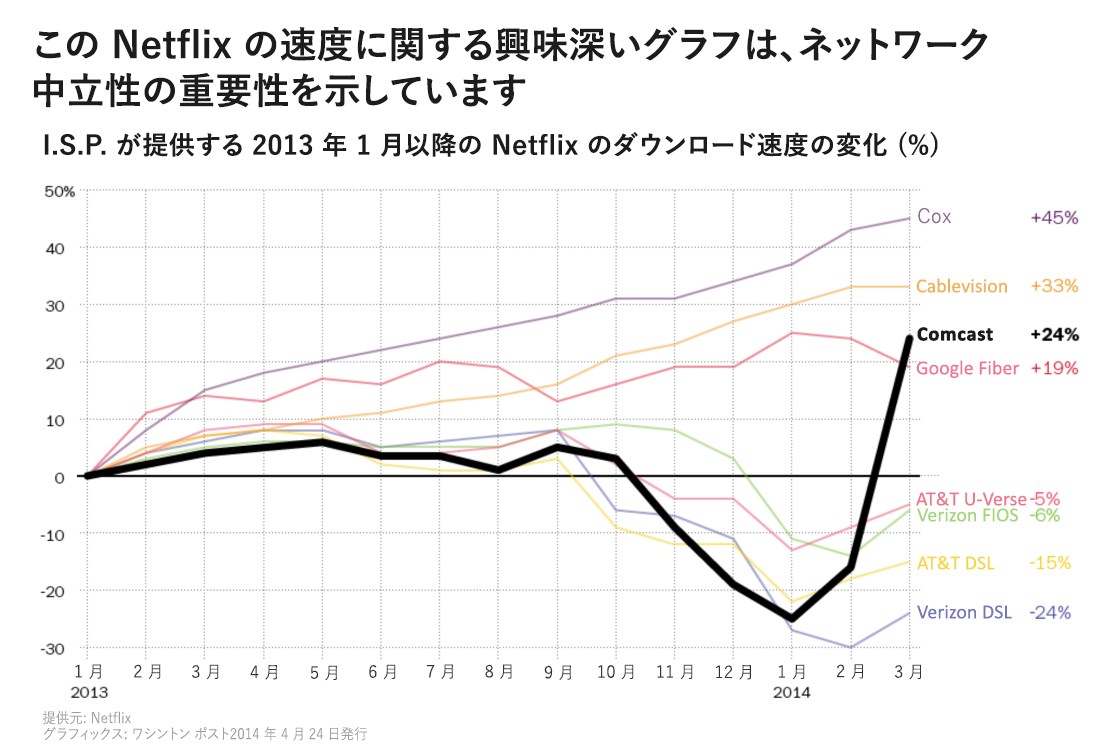 この Netflix の速度に関する興味深いグラフは、ネットワーク
中立性の重要性を示しています
I.S.P. が提供する 2013 年 1 月以降の Netflix のダウンロード速度の変化 (%)
50%
40
30
20
10
0
-10
-20
-30
Cox +45%
Cablevision +33%
Comcast +24%
Google Fiber +19%
AT&T U-Verse -5%
Verizon FIOS -6%
AT&T DSL -15%
Verizon DSL -24%
1 月 2 月 3 月 4 月 5 月 6 月 7 月 8 月 9 月 10 月 11 月 12 月 1 月 2 月 3 月
2013 2014
提供元: Netflix
グラフィックス: ワシントン ポスト2014 年 4 月 24 日発行